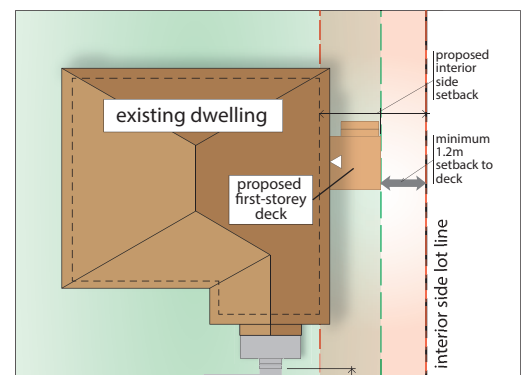 existing dwelling
proposed
first-storey
deck
proposed
interior
side
setback
minimum
1.2m
setback to
deck
interior side lot line